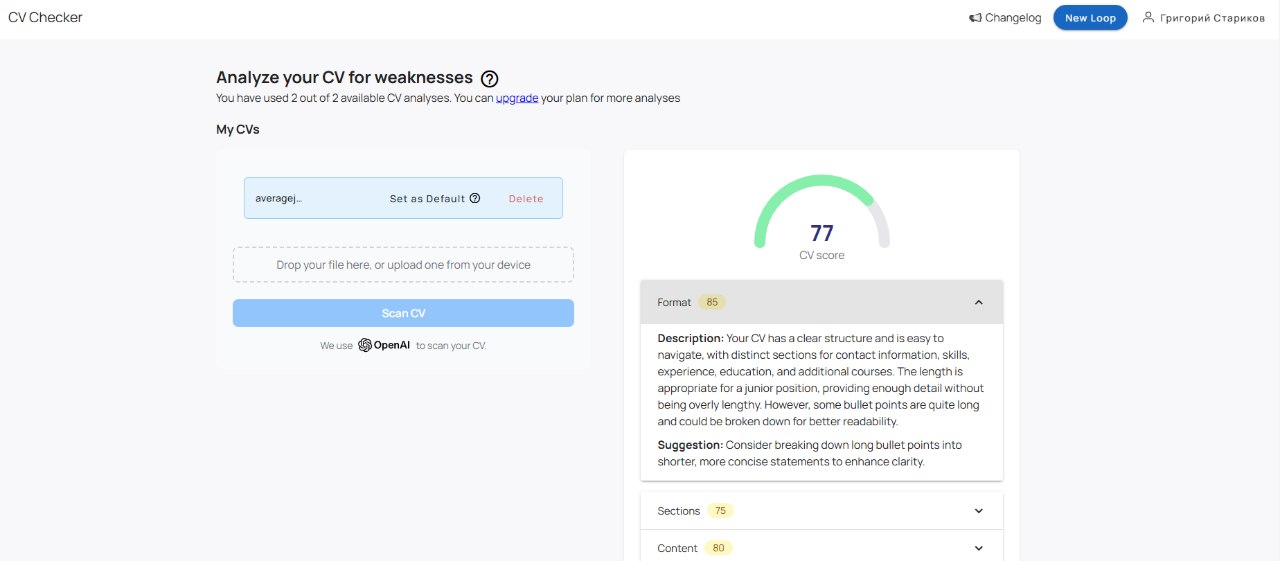 CV Checker
Changelog
New Loop
Григорий Стариков
Analyze your CV for weaknesses
You have used 2 out of 2 available CV analyses. You can upgrade your plan for more analyses
My CVs
averagej...
Set as Default
Delete
Drop your file here, or upload one from your device
Scan CV
We use OpenAI to scan your CV.
77
CV score
Format 85
Description: Your CV has a clear structure and is easy to
navigate, with distinct sections for contact information, skills,
experience, education, and additional courses. The length is
appropriate for a junior position, providing enough detail without
being overly lengthy. However, some bullet points are quite long
and could be broken down for better readability.
Suggestion: Consider breaking down long bullet points into
shorter, more concise statements to enhance clarity.
Sections 75
Content 80